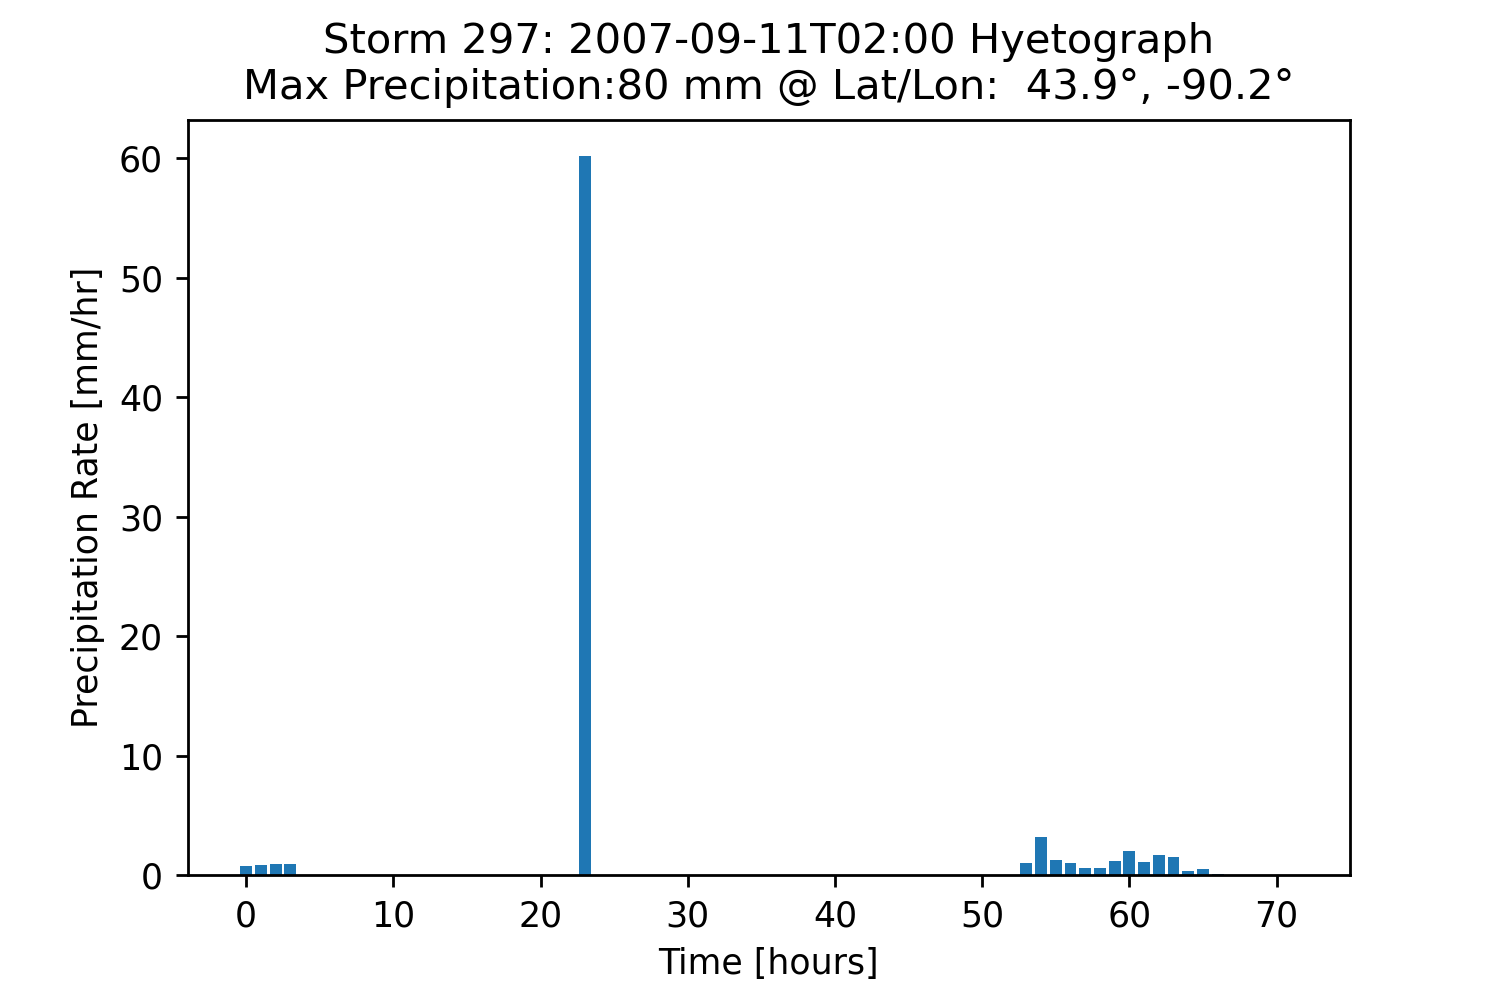 Storm 297: 2007-09-11T02:00 Hyetograph
Max Precipitation:80 mm @ Lat/Lon:  43.9°, -90.2°
Precipitation Rate [mm/hr]
60
50
40
30
20
10
0
0 10 20 30 40 50 60 70
Time [hours]